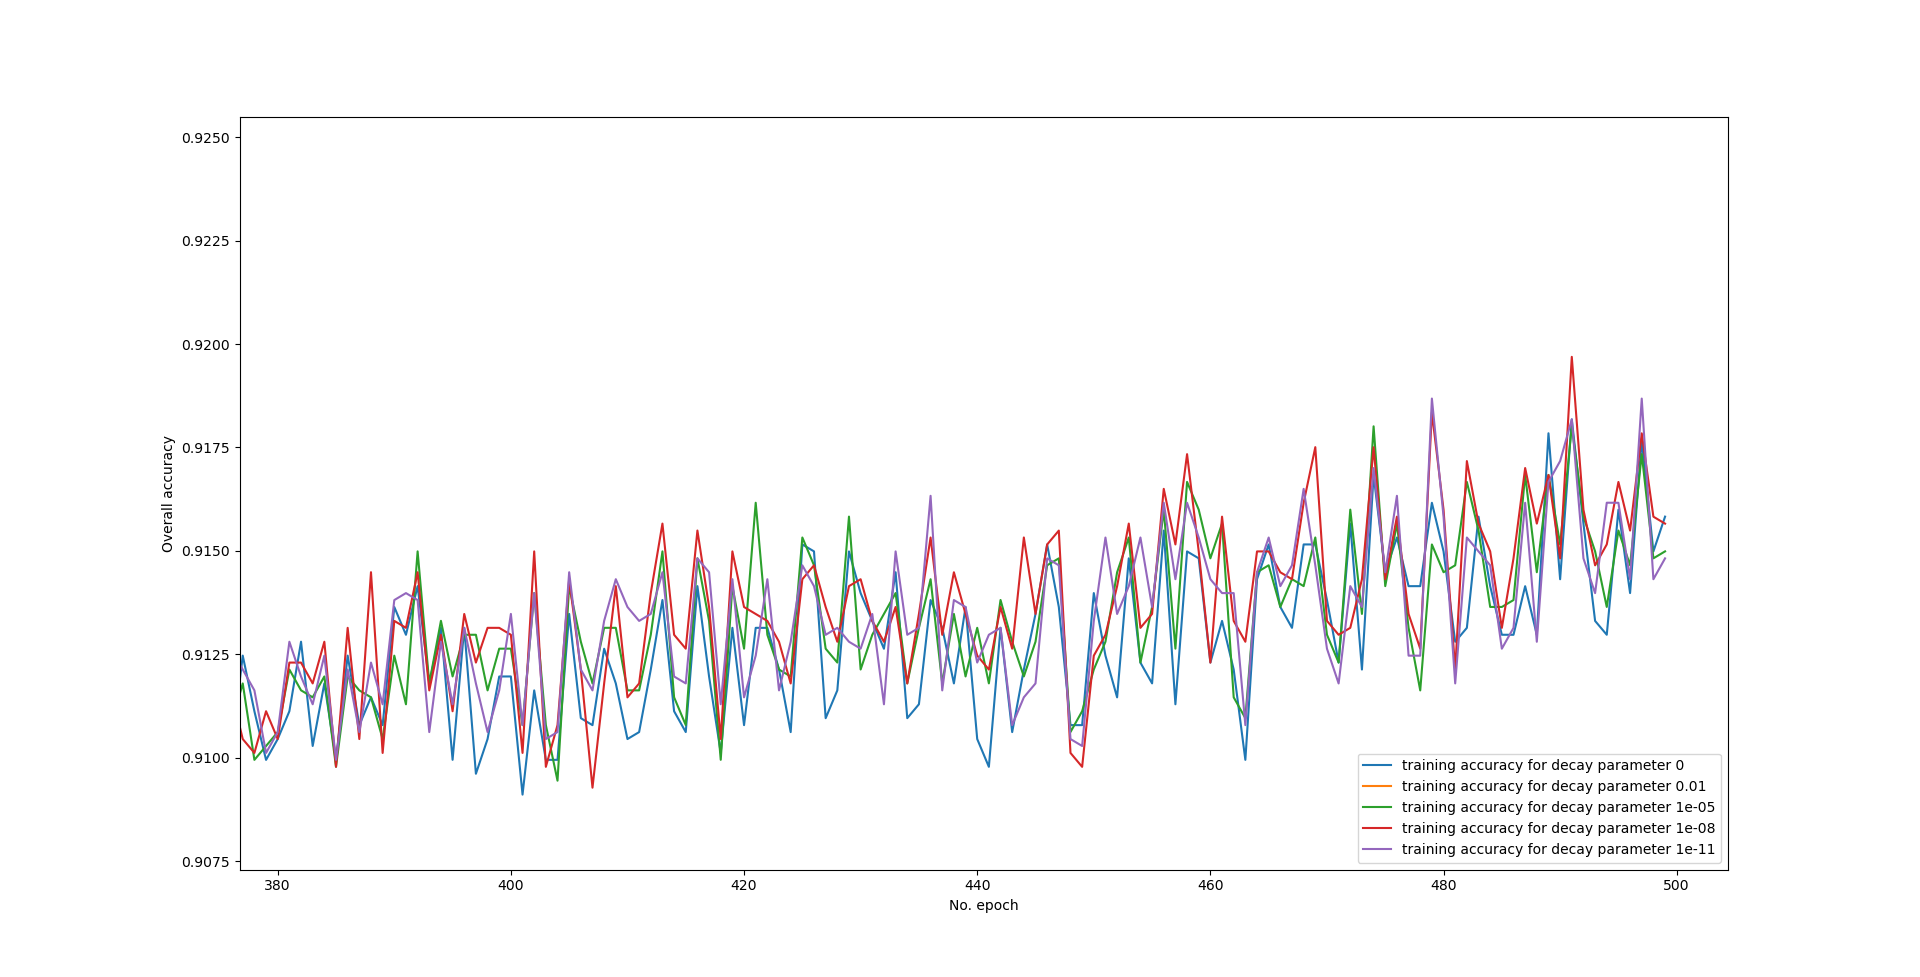 0.9250
0.9225
0.9200
0.9175
0.9150
0.9125
0.9100
0.9075
Overall accuracy
380 400 420 440 460 480 500
No. epoch
training accuracy for decay parameter 0
training accuracy for decay parameter 0.01
training accuracy for decay parameter 1e-05
training accuracy for decay parameter 1e-08
training accuracy for decay parameter 1e-11